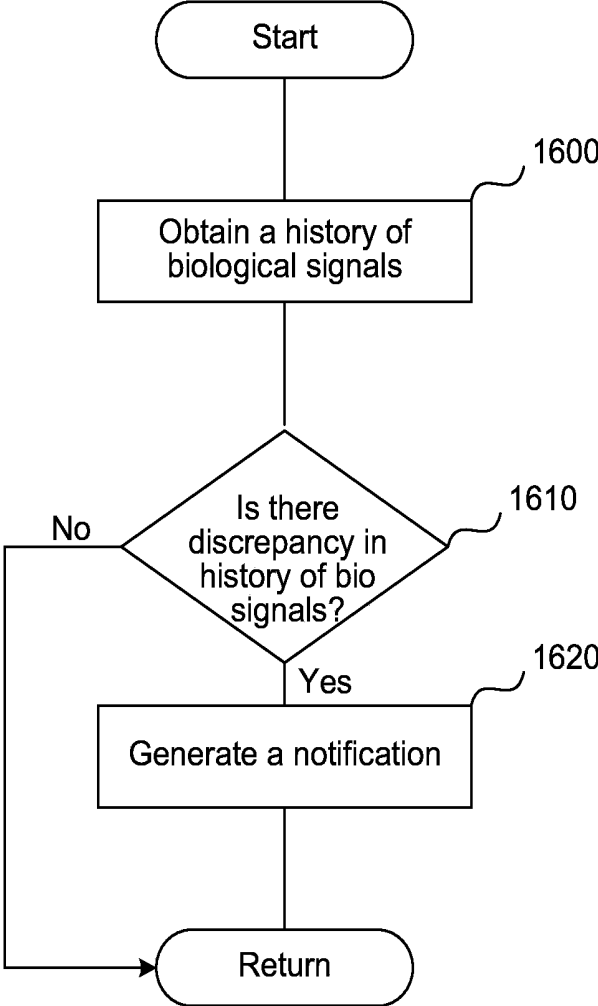 Start
1600
Obtain a history of
biological signals
Is there
discrepancy in
history of bio
signals?
1610
No
Yes
1620
Generate a notification
Return